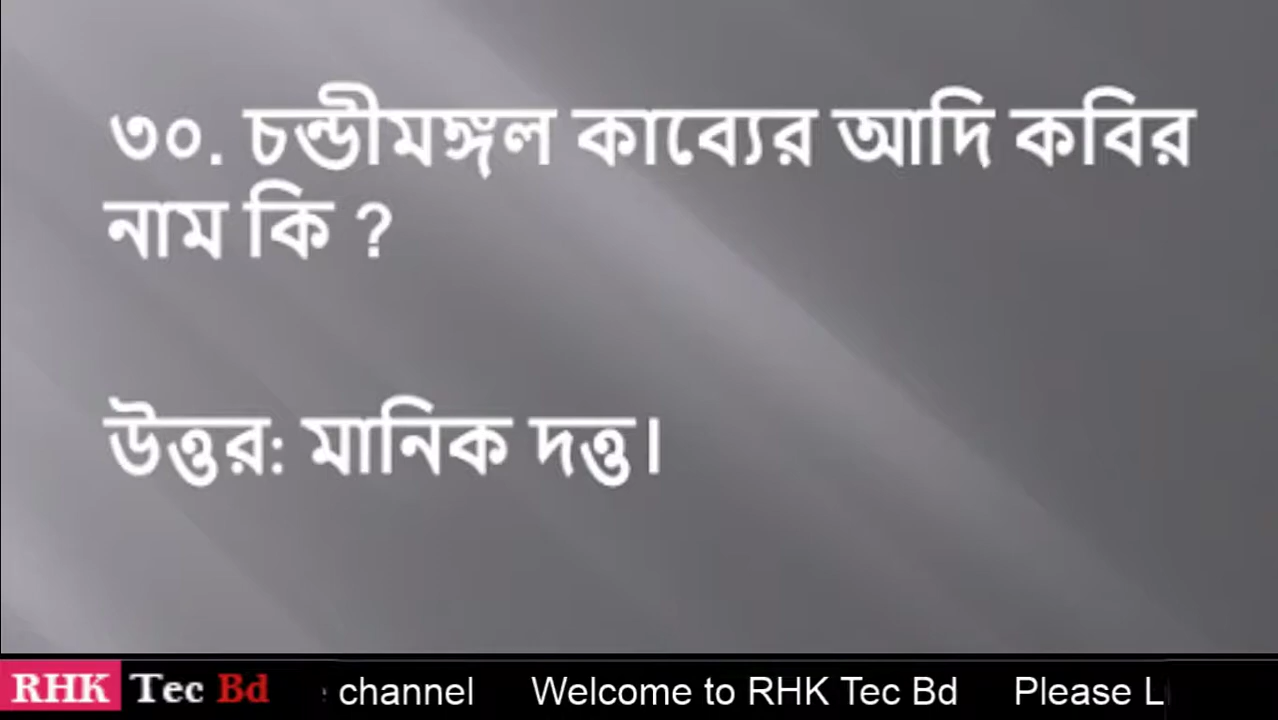 ৩০. চন্ডীমঙ্গল কাব্যের আদি কবির
নাম কি ?
উত্তর: মানিক দত্ত।
RHK Tec Bd channel Welcome to RHK Tec Bd Please